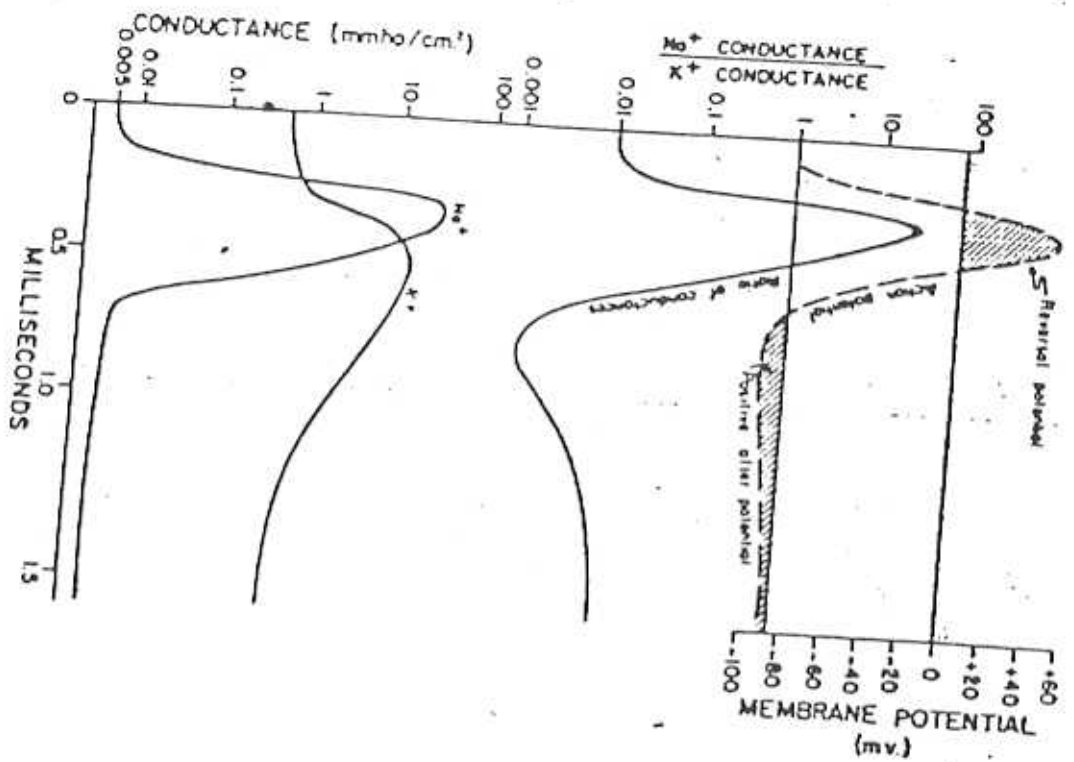 CONDUCTANCE (mmho/cm.²)
0.005
0.01
0.1
1
10
100
0.001
0.01
0.1
1
10
100
Na⁺ CONDUCTANCE
K⁺ CONDUCTANCE
0
0.5
1.0
1.5
MILLISECONDS
Na⁺
K⁺
Ratio of conductances
Action potential
Reversal potential
Positive after potential
-100
-80
-60
-40
-20
0
+20
+40
+60
MEMBRANE POTENTIAL
(mv.)